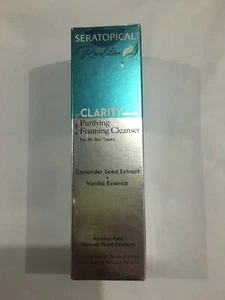 SERATOPICAL
Revolution
CLARITY
Purifying
Foaming Cleanser
For All Skin Types
Coriander Seed Extract
+
Vanilla Essence
Alcohol Free
Natural Plant Extracts